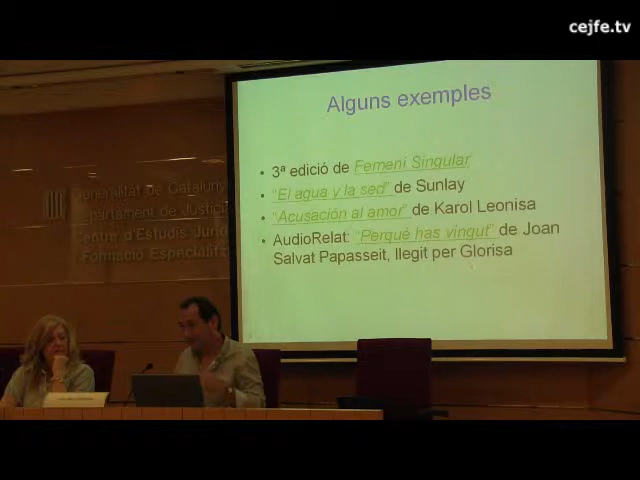 cejfe.tv
Alguns exemples
• 3ª edició de Femení Singular
• "El agua y la sed" de Sunlay
• "Acusación al amor" de Karol Leonisa
• AudioRelat: "Perquè has vingut" de Joan
Salvat Papasseit, llegit per Glorisa
Generalitat de Catalunya
Departament de Justícia
Centre d'Estudis Jurídics
Formació Especialitz